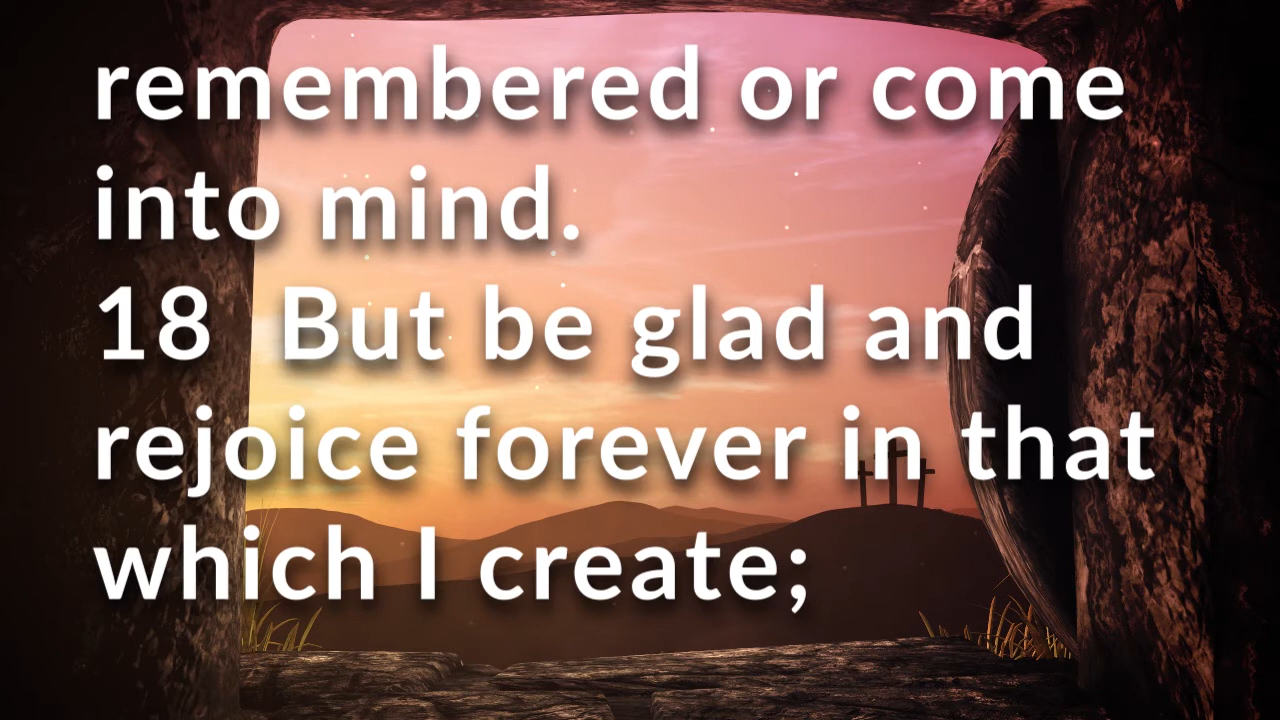 remembered or come
into mind.
18 But be glad and
rejoice forever in that
which I create;